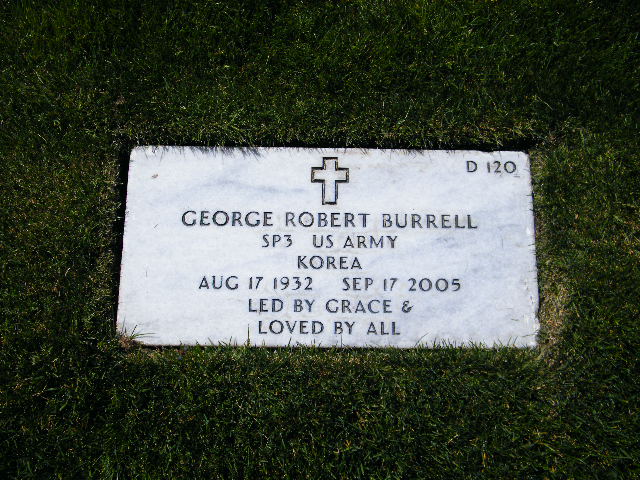 D 120
GEORGE ROBERT BURRELL
SP3 US ARMY
KOREA
AUG 17 1932 SEP 17 2005
LED BY GRACE &
LOVED BY ALL